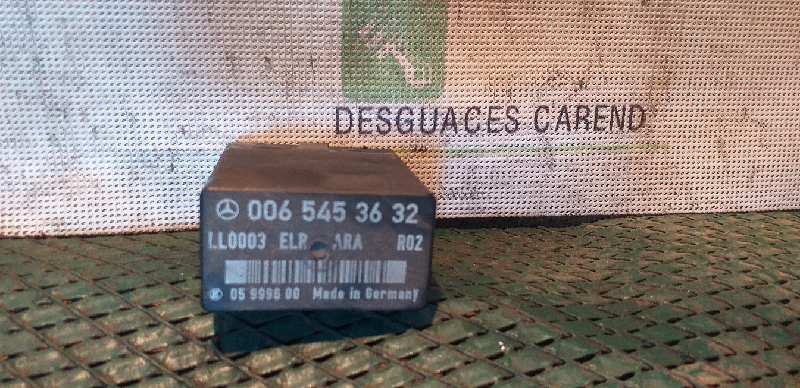 DESGUACES CAREND
006 545 36 32
LL0003 ELR ARA R02
05 9996 00 Made in Germany